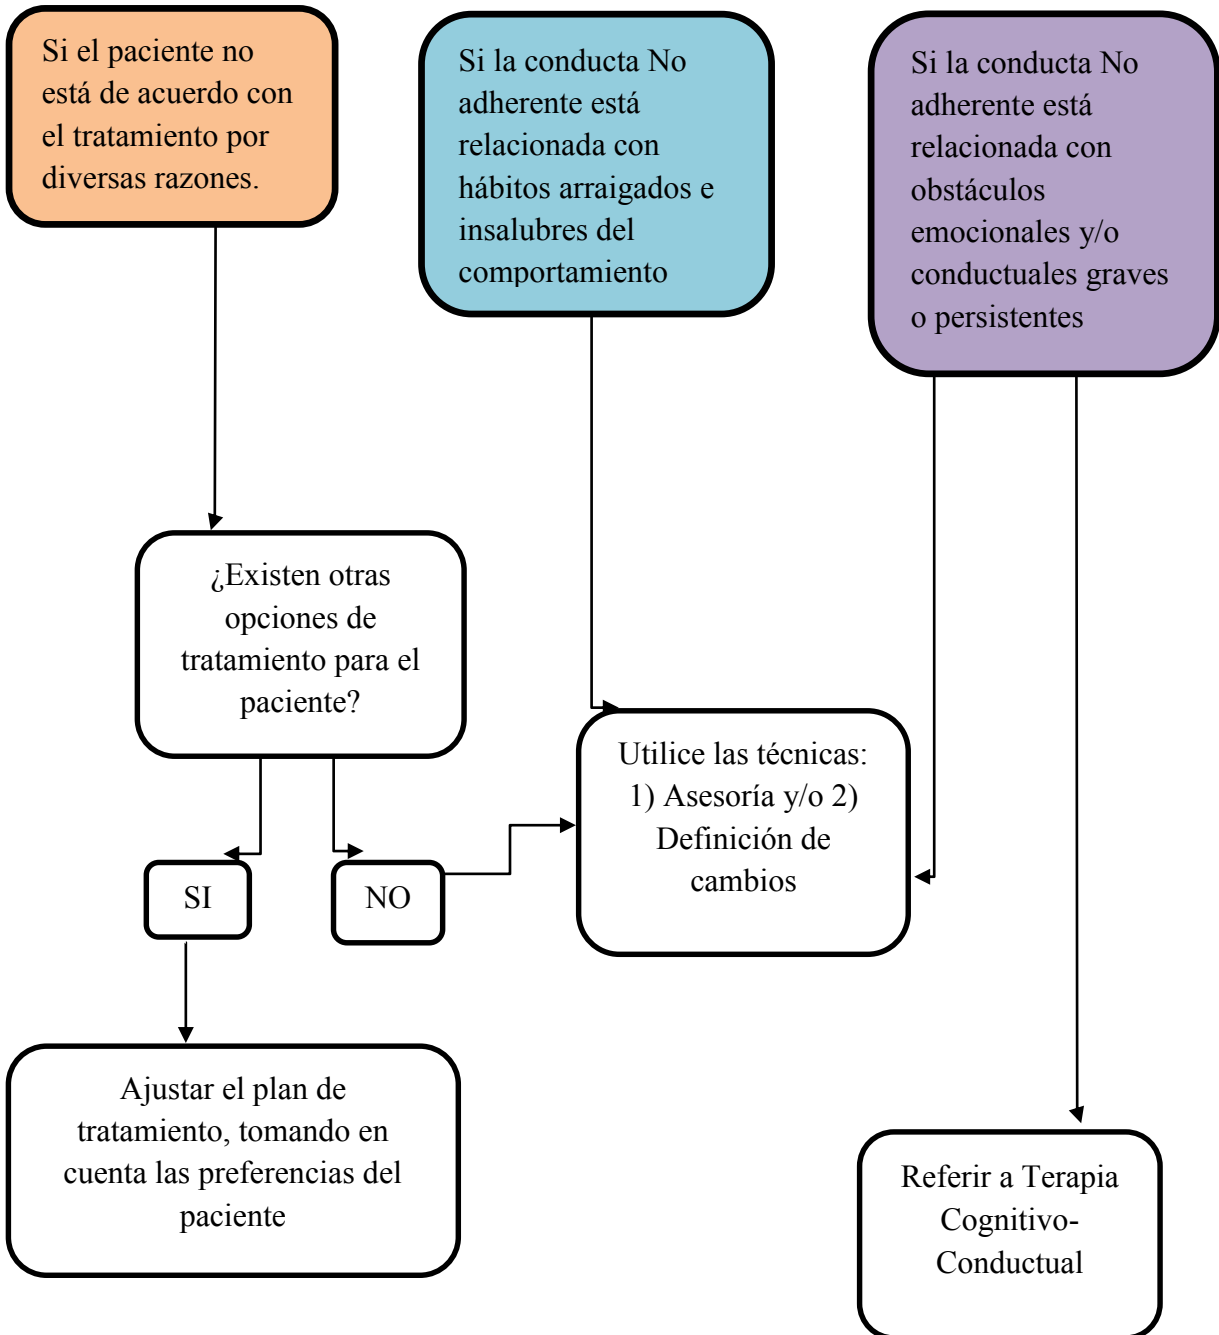 Si el paciente no
está de acuerdo con
el tratamiento por
diversas razones.
Si la conducta No
adherente está
relacionada con
hábitos arraigados e
insalubres del
comportamiento
Si la conducta No
adherente está
relacionada con
obstáculos
emocionales y/o
conductuales graves
o persistentes
¿Existen otras
opciones de
tratamiento para el
paciente?
Utilice las técnicas:
1) Asesoría y/o 2)
Definición de
cambios
SI
NO
Ajustar el plan de
tratamiento, tomando en
cuenta las preferencias del
paciente
Referir a Terapia
Cognitivo-
Conductual